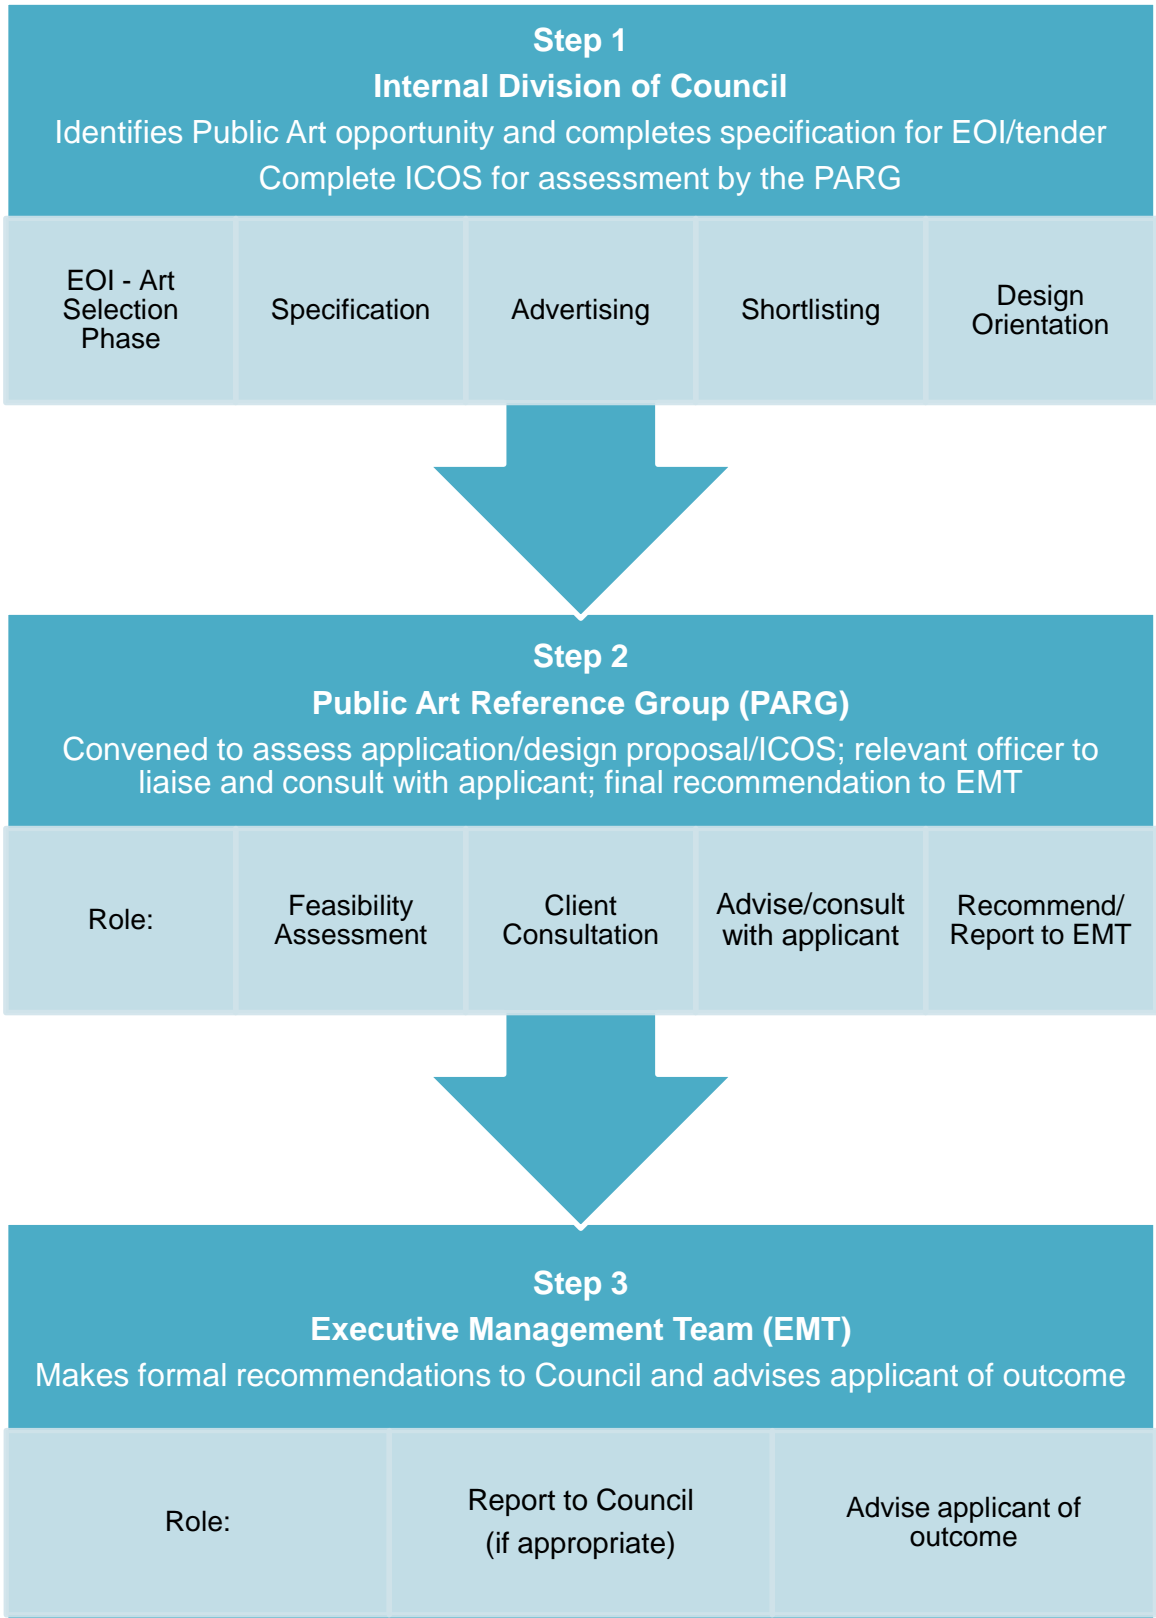 Step 1
Internal Division of Council
Identifies Public Art opportunity and completes specification for EOI/tender
Complete ICOS for assessment by the PARG
EOI - Art
Selection
Phase
Specification
Advertising
Shortlisting
Design
Orientation
Step 2
Public Art Reference Group (PARG)
Convened to assess application/design proposal/ICOS; relevant officer to
liaise and consult with applicant; final recommendation to EMT
Role:
Feasibility
Assessment
Client
Consultation
Advise/consult
with applicant
Recommend/
Report to EMT
Step 3
Executive Management Team (EMT)
Makes formal recommendations to Council and advises applicant of outcome
Role:
Report to Council
(if appropriate)
Advise applicant of
outcome